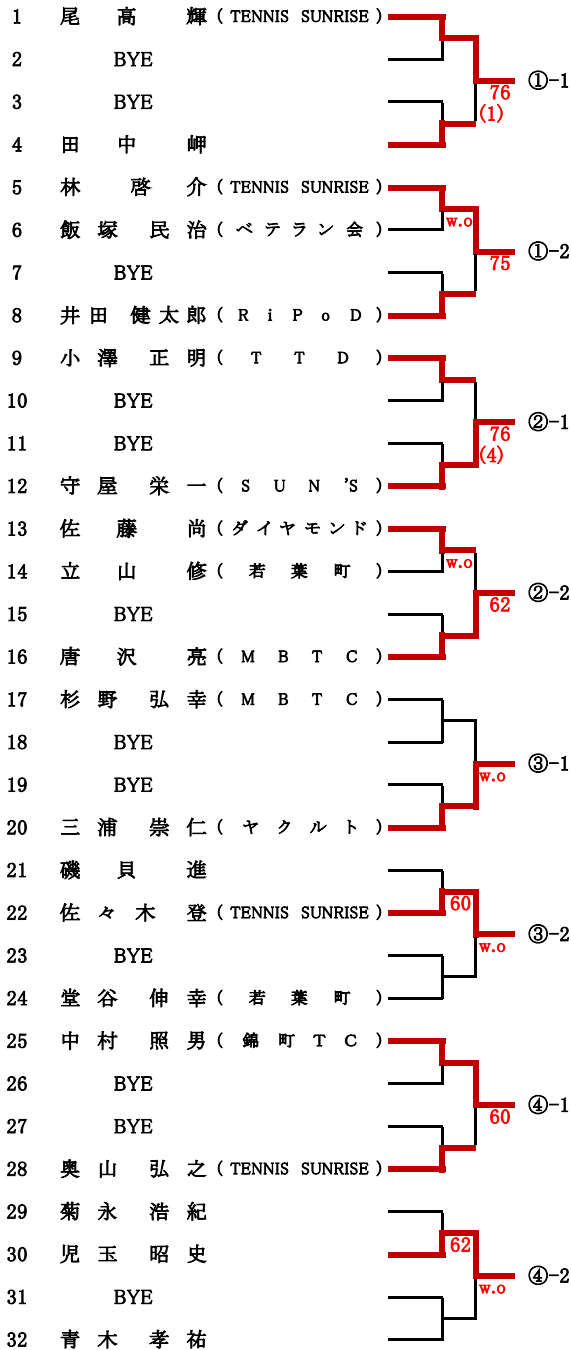 1 尾 高 輝 ( TENNIS SUNRISE )
2 BYE
①-1
76
3 BYE
(1)
4 田 中 岬
5 林 啓 介 ( TENNIS SUNRISE )
6 飯 塚 民 治 ( ベ テ ラ ン 会 )
w.o
①-2
75
7 BYE
8 井 田 健 太 郎 ( R i P o D )
9 小 澤 正 明 ( T T D )
10 BYE
②-1
76
11 BYE
(4)
12 守 屋 栄 一 ( S U N 'S )
13 佐 藤 尚 ( ダ イ ヤ モ ン ド )
14 立 山 修 ( 若 葉 町 )
w.o
②-2
62
15 BYE
16 唐 沢 亮 ( M B T C )
17 杉 野 弘 幸 ( M B T C )
18 BYE
③-1
w.o
19 BYE
20 三 浦 崇 仁 ( ヤ ク ル ト )
21 磯 貝 進
22 佐 々 木 登 ( TENNIS SUNRISE )
60
③-2
w.o
23 BYE
24 堂 谷 伸 幸 ( 若 葉 町 )
25 中 村 照 男 ( 錦 町 T C )
26 BYE
④-1
60
27 BYE
28 奥 山 弘 之 ( TENNIS SUNRISE )
29 菊 永 浩 紀
30 児 玉 昭 史
62
④-2
w.o
31 BYE
32 青 木 孝 祐